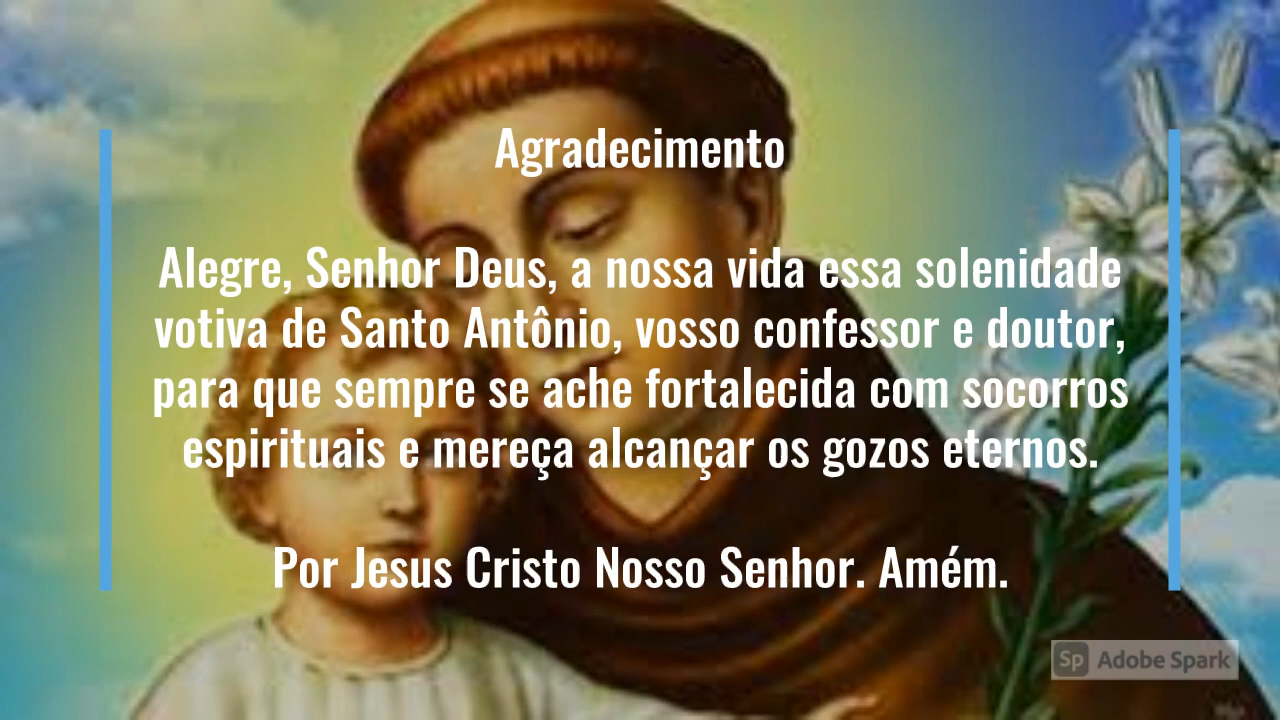 Agradecimento
Alegre, Senhor Deus, a nossa vida essa solenidade
votiva de Santo Antônio, vosso confessor e doutor,
para que sempre se ache fortalecida com socorros
espirituais e mereça alcançar os gozos eternos.
Por Jesus Cristo Nosso Senhor. Amém.
Sp Adobe Spark